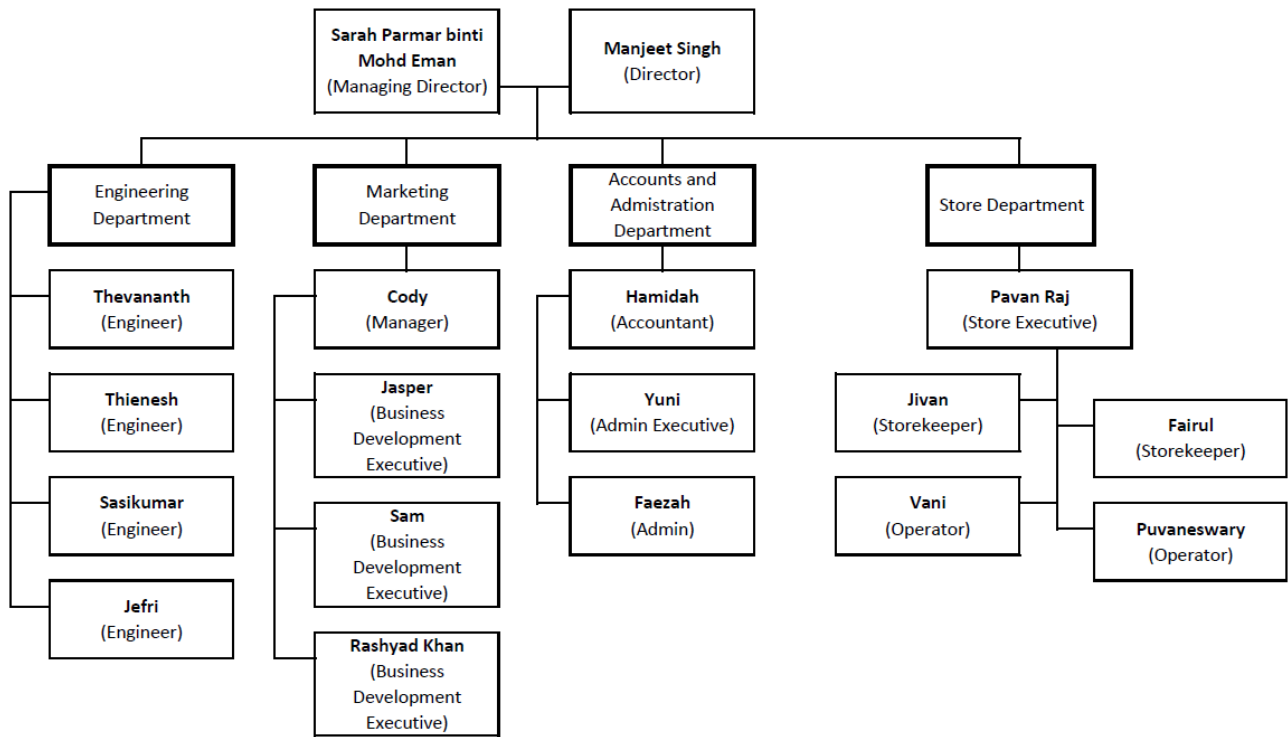 Sarah Parmar binti
Mohd Eman
(Managing Director)
Manjeet Singh
(Director)
Engineering
Department
Marketing
Department
Accounts and
Admistration
Department
Store Department
Thevananth
(Engineer)
Cody
(Manager)
Hamidah
(Accountant)
Pavan Raj
(Store Executive)
Thienesh
(Engineer)
Jasper
(Business
Development
Executive)
Yuni
(Admin Executive)
Jivan
(Storekeeper)
Fairul
(Storekeeper)
Sasikumar
(Engineer)
Sam
(Business
Development
Executive)
Faezah
(Admin)
Vani
(Operator)
Puvaneswary
(Operator)
Jefri
(Engineer)
Rashyad Khan
(Business
Development
Executive)